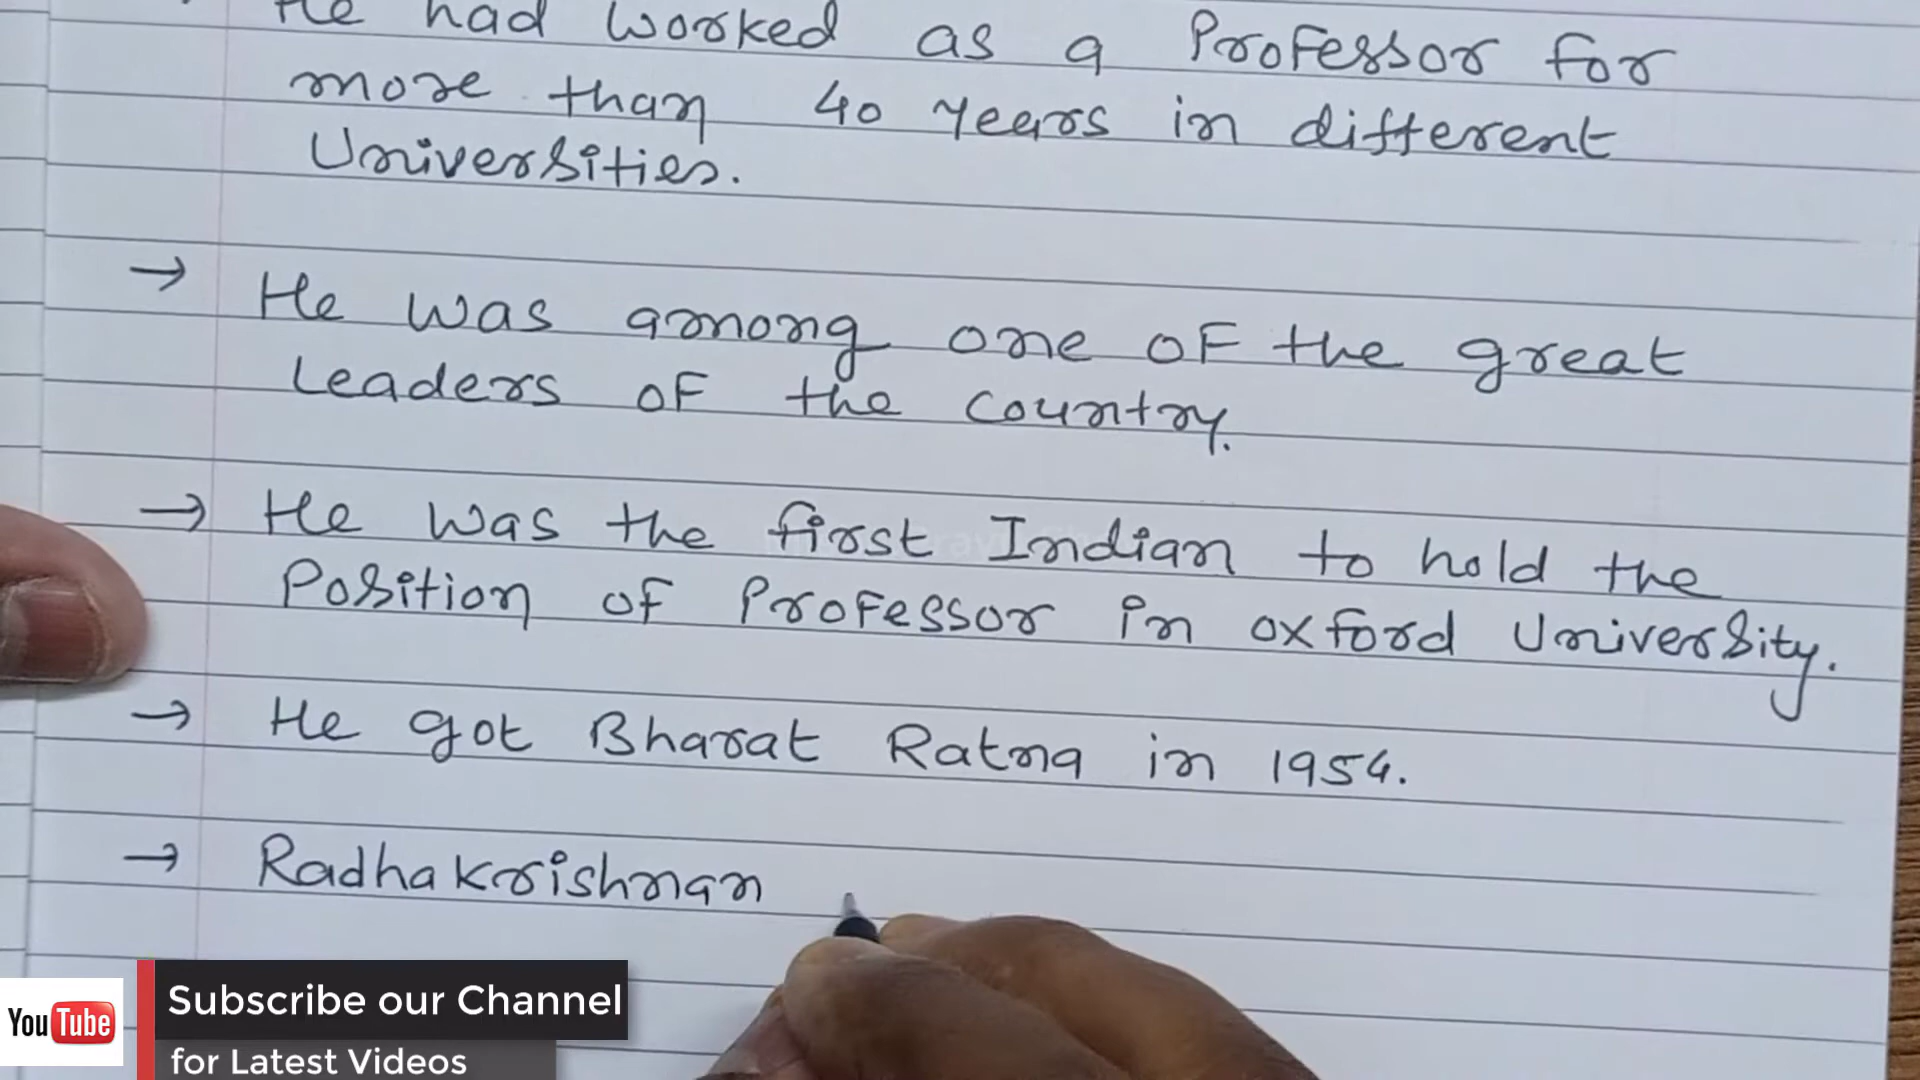 He had worked as a Professor for
more than 40 years in different
Universities.
→ He was among one of the great
Leaders of the country.
→ He was the first Indian to hold the
Position of Professor in oxford University.
→ He got Bharat Ratna in 1954.
→ Radhakrishnan
YouTube
Subscribe our Channel
for Latest Videos